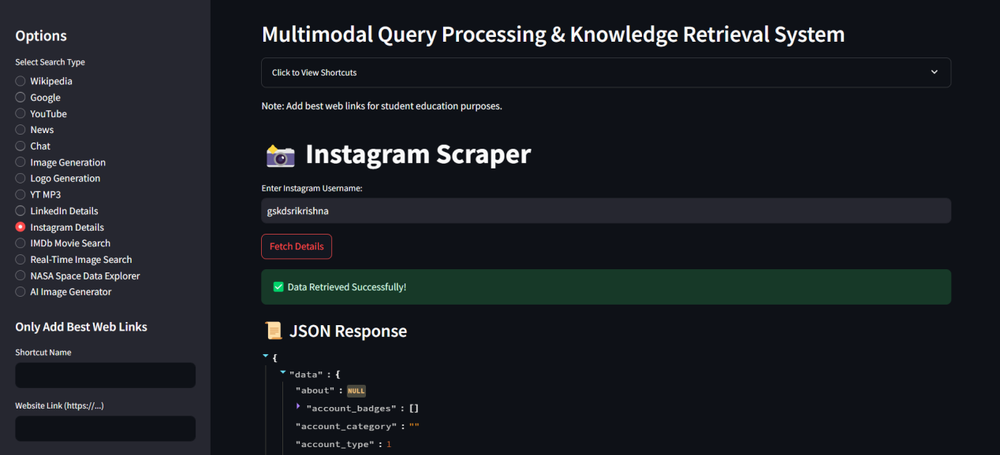 Options
Select Search Type
Wikipedia
Google
YouTube
News
Chat
Image Generation
Logo Generation
YT MP3
LinkedIn Details
Instagram Details
IMDb Movie Search
Real-Time Image Search
NASA Space Data Explorer
AI Image Generator
Only Add Best Web Links
Shortcut Name
Website Link (https://...)
Multimodal Query Processing & Knowledge Retrieval System
Click to View Shortcuts
Note: Add best web links for student education purposes.
Instagram Scraper
Enter Instagram Username:
gskdsrikrishna
Fetch Details
Data Retrieved Successfully!
JSON Response
{
"data" : {
"about" : NULL
"account_badges" : []
"account_category" : ""
"account_type" : 1